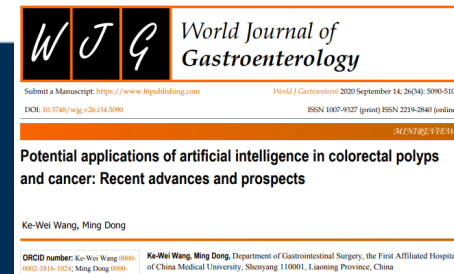 W J G
World Journal of
Gastroenterology
Submit a Manuscript: https://www.f6publishing.com
World J Gastroenterol 2020 September 14; 26(34): 5090-510
DOI: 10.3748/wjg.v26.i34.5090
ISSN 1007-9327 (print) ISSN 2219-2840 (online
MINIREVIEW
Potential applications of artificial intelligence in colorectal polyps
and cancer: Recent advances and prospects
Ke-Wei Wang, Ming Dong
ORCID number: Ke-Wei Wang 0000-
0002-3816-1024; Ming Dong 0000-
Ke-Wei Wang, Ming Dong, Department of Gastrointestinal Surgery, the First Affiliated Hospita
of China Medical University, Shenyang 110001, Liaoning Province, China